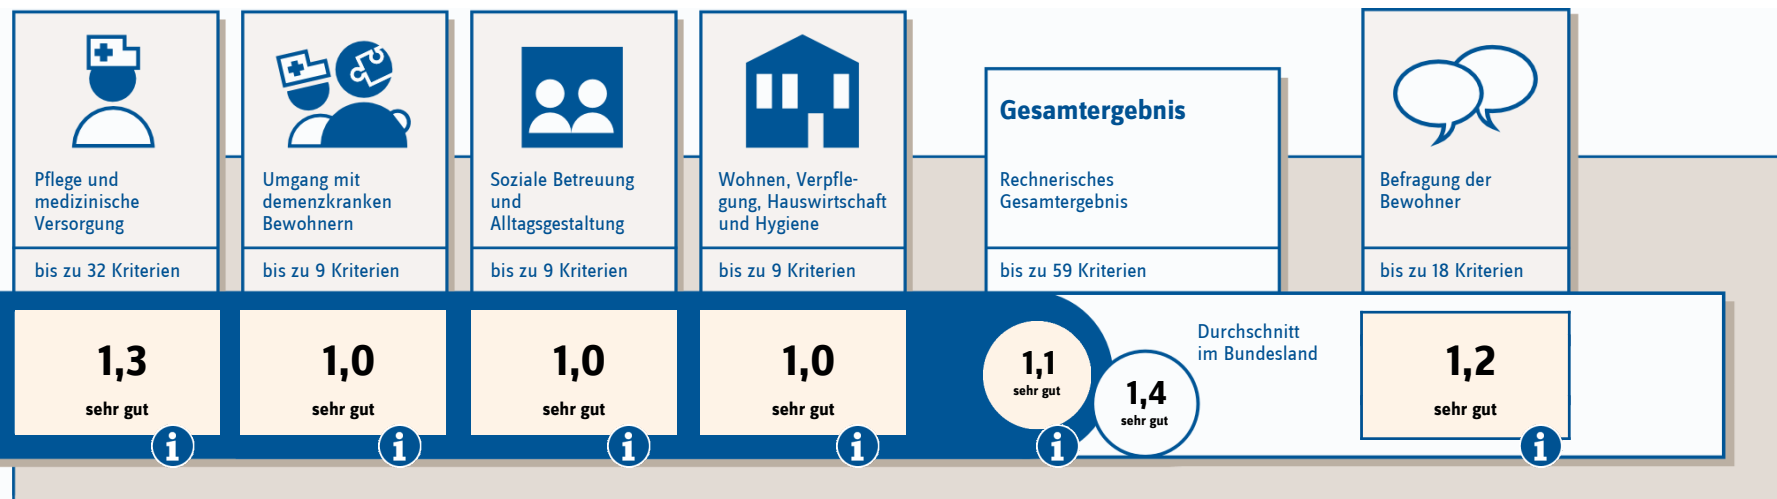 Pflege und
medizinische
Versorgung
bis zu 32 Kriterien
1,3
sehr gut
i
Umgang mit
demenzkranken
Bewohnern
bis zu 9 Kriterien
1,0
sehr gut
i
Soziale Betreuung
und
Alltagsgestaltung
bis zu 9 Kriterien
1,0
sehr gut
i
Wohnen, Verpfle-
gung, Hauswirtschaft
und Hygiene
bis zu 9 Kriterien
1,0
sehr gut
i
Gesamtergebnis
Rechnerisches
Gesamtergebnis
bis zu 59 Kriterien
1,1
sehr gut
i
1,4
sehr gut
Durchschnitt
im Bundesland
Befragung der
Bewohner
bis zu 18 Kriterien
1,2
sehr gut
i